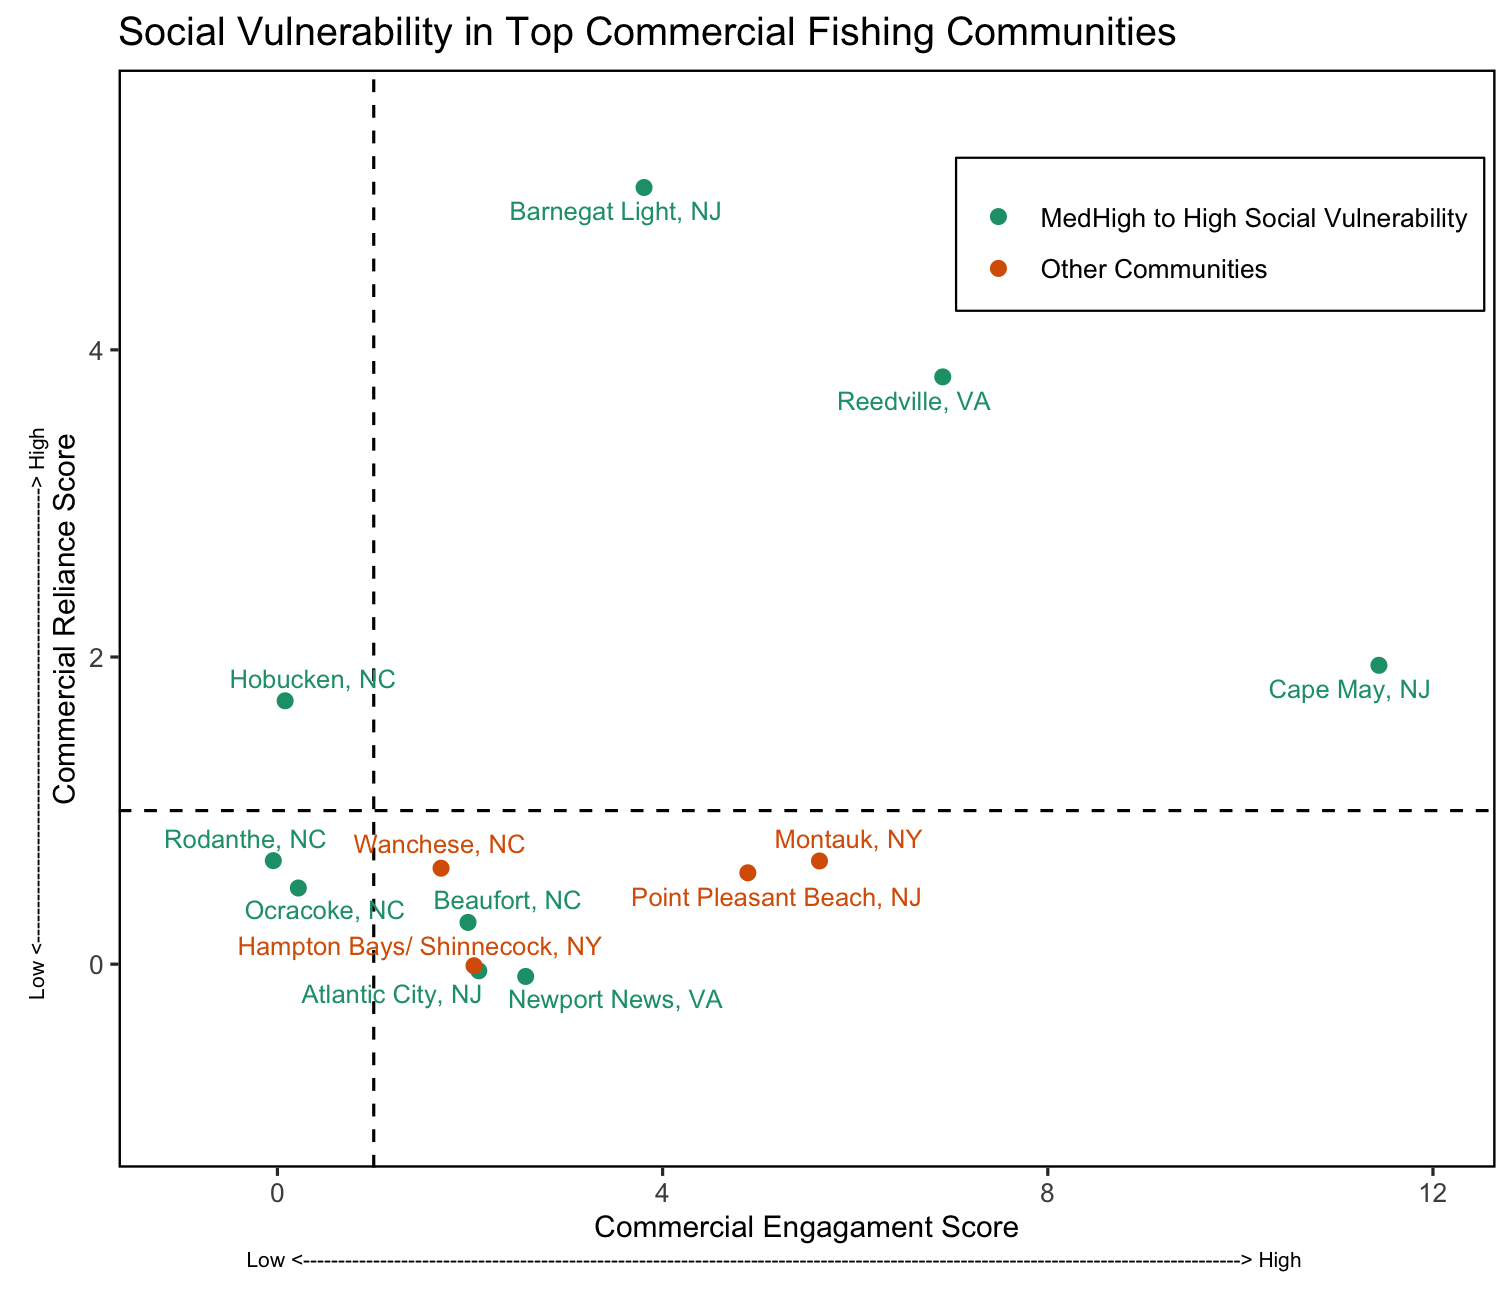 Social Vulnerability in Top Commercial Fishing Communities
Barnegat Light, NJ
MedHigh to High Social Vulnerability
Other Communities
4
Reedville, VA
Low <-----------------------------------------------------------> High
Commercial Reliance Score
2
Hobucken, NC
Cape May, NJ
Rodanthe, NC
Wanchese, NC
Montauk, NY
Point Pleasant Beach, NJ
Beaufort, NC
Ocracoke, NC
Hampton Bays/ Shinnecock, NY
0
Atlantic City, NJ
Newport News, VA
0
4
8
12
Commercial Engagament Score
Low <--------------------------------------------------------------------------------------------------------------------------------------> High